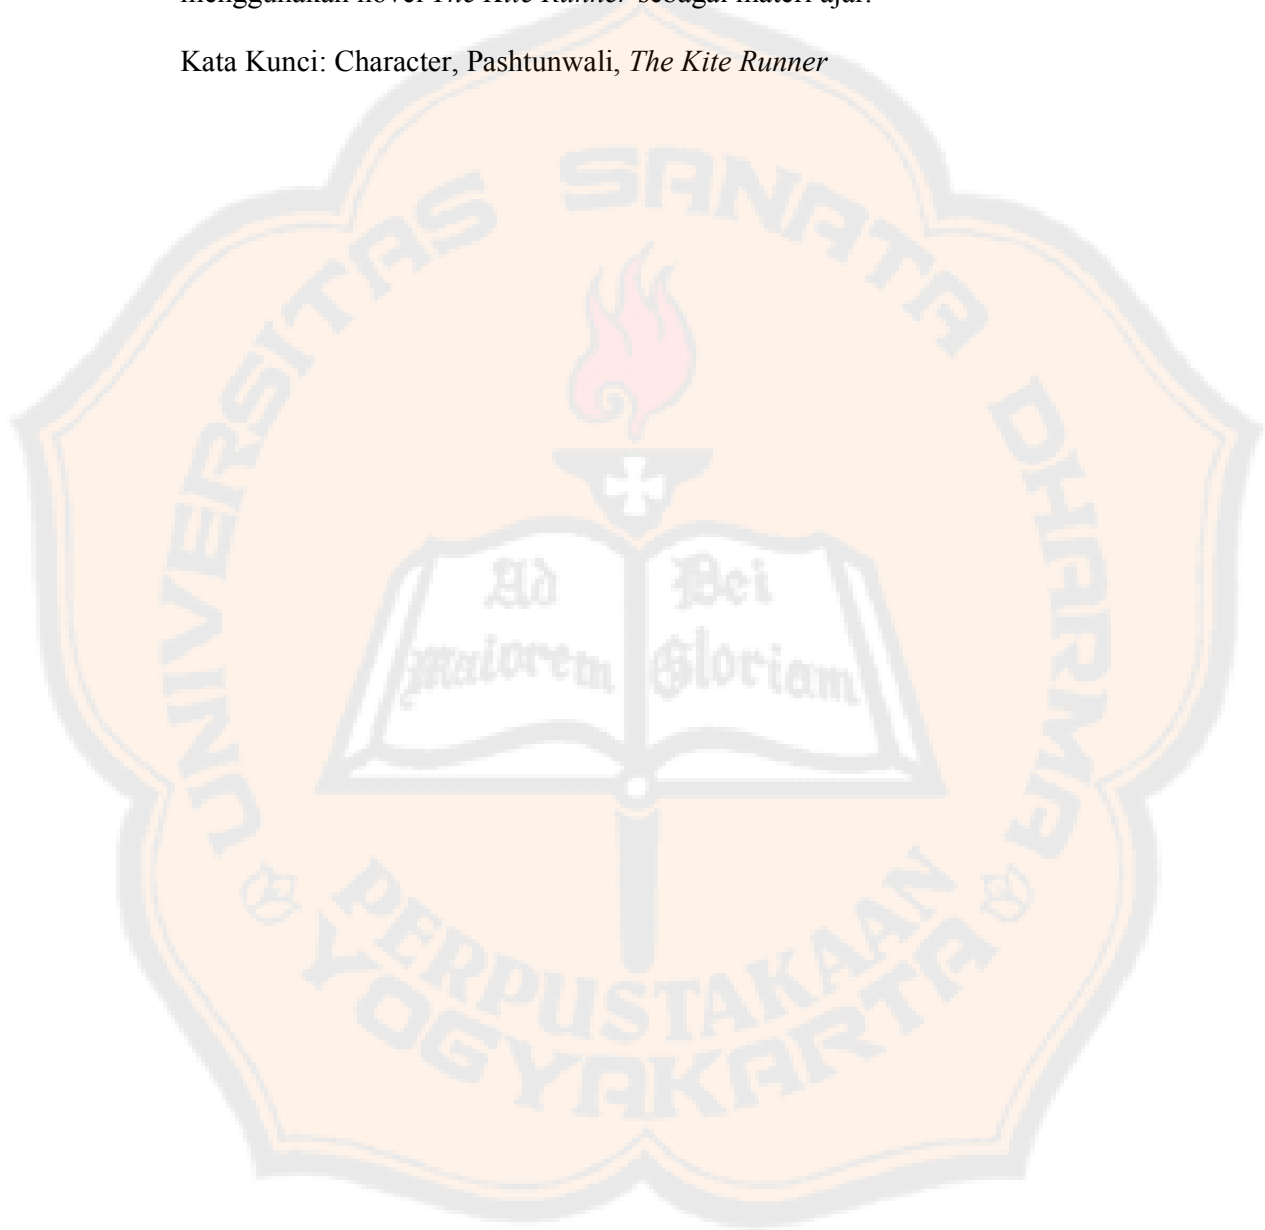 menggunakan novel The Kite Runner sebagai materi ajar.
Kata Kunci: Character, Pashtunwali, The Kite Runner
UNIVERSITAS SANATA DHARMA
Ad Dei
maiorem Gloriam
PERPUSTAKAAN
YOGYAKARTA